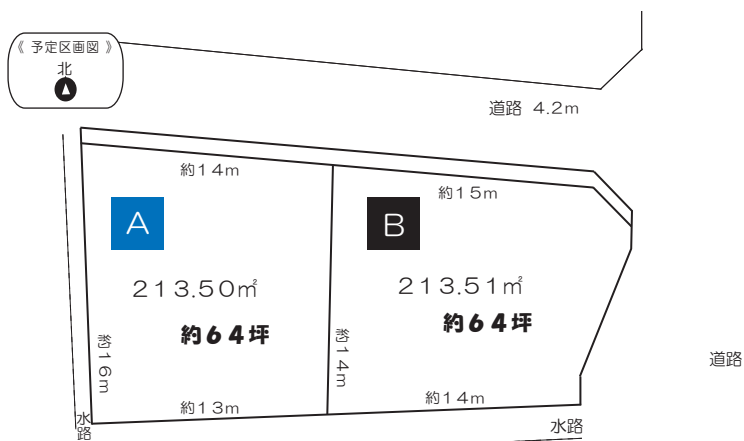 《 予定区画図 》
北
道路 4.2m
約14m
約15m
A
B
213.50㎡
213.51㎡
約64坪
約64坪
約16m
約14m
道路
約13m
約14m
水路
水路